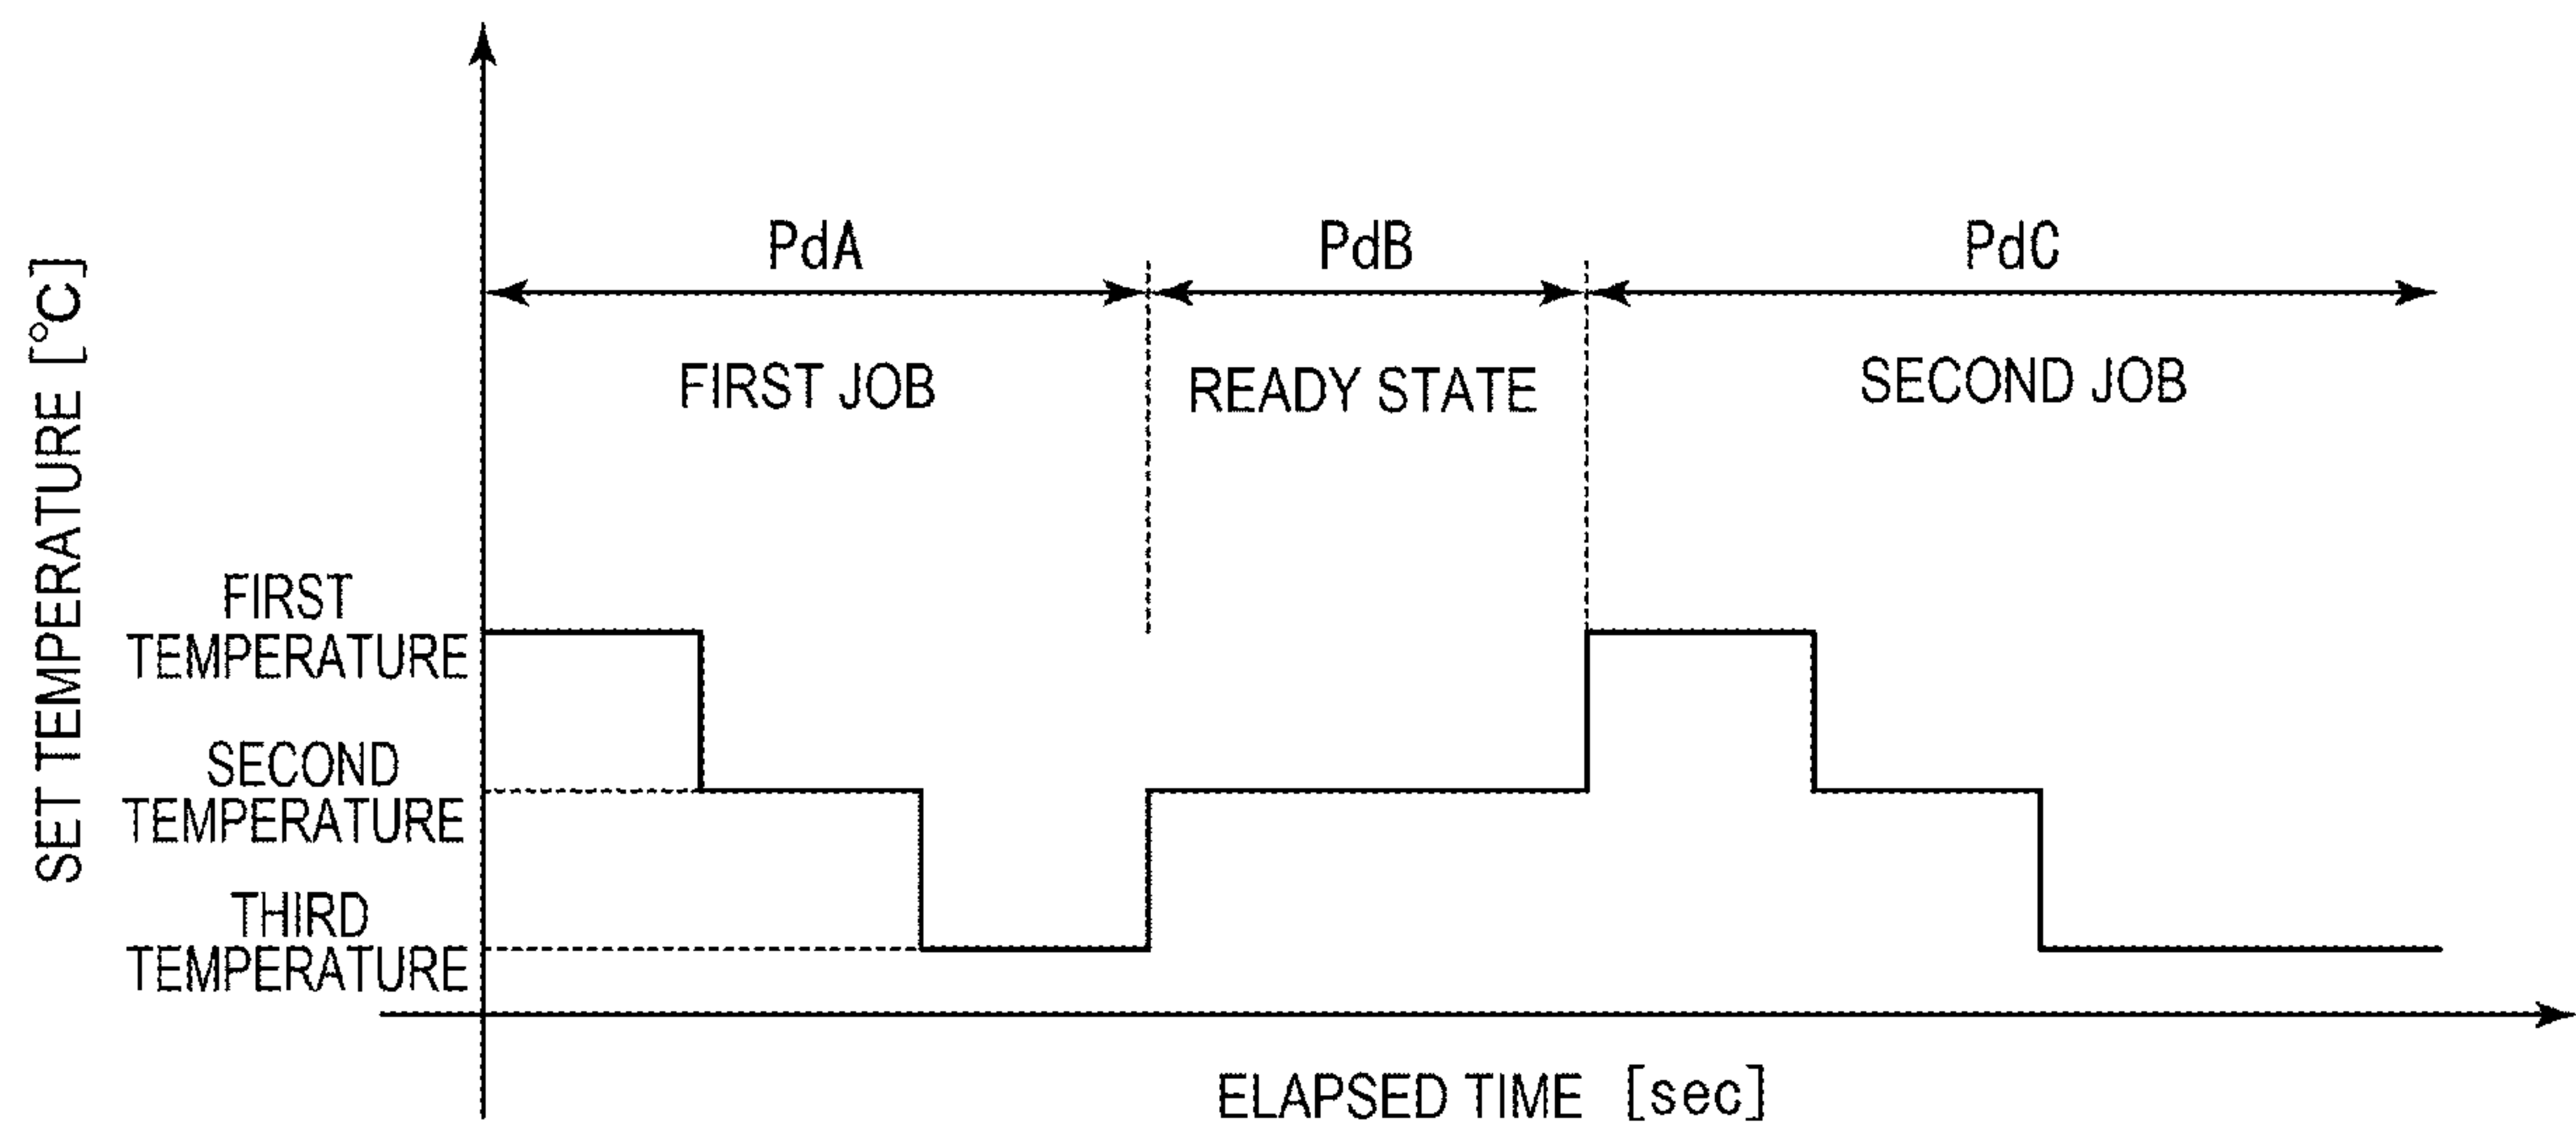 PdA
PdB
PdC
FIRST JOB
READY STATE
SECOND JOB
SET TEMPERATURE [°C]
FIRST
TEMPERATURE
SECOND
TEMPERATURE
THIRD
TEMPERATURE
ELAPSED TIME [sec]